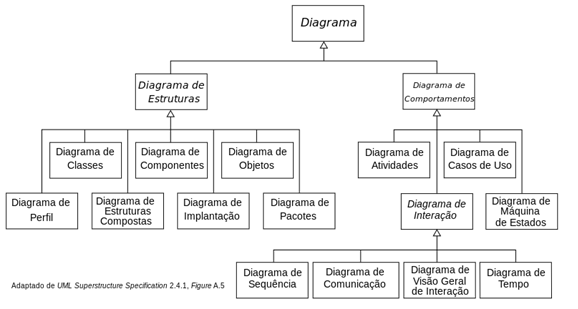 Diagrama
Diagrama de
Estruturas
Diagrama de
Comportamentos
Diagrama de
Classes
Diagrama de
Componentes
Diagrama de
Objetos
Diagrama de
Atividades
Diagrama de
Casos de Uso
Diagrama de
Perfil
Diagrama de
Estruturas
Compostas
Diagrama de
Implantação
Diagrama de
Pacotes
Diagrama de
Interação
Diagrama de
Máquina
de Estados
Diagrama de
Sequência
Diagrama de
Comunicação
Diagrama de
Visão Geral
de Interação
Diagrama de
Tempo
Adaptado de UML Superstructure Specification 2.4.1, Figure A.5